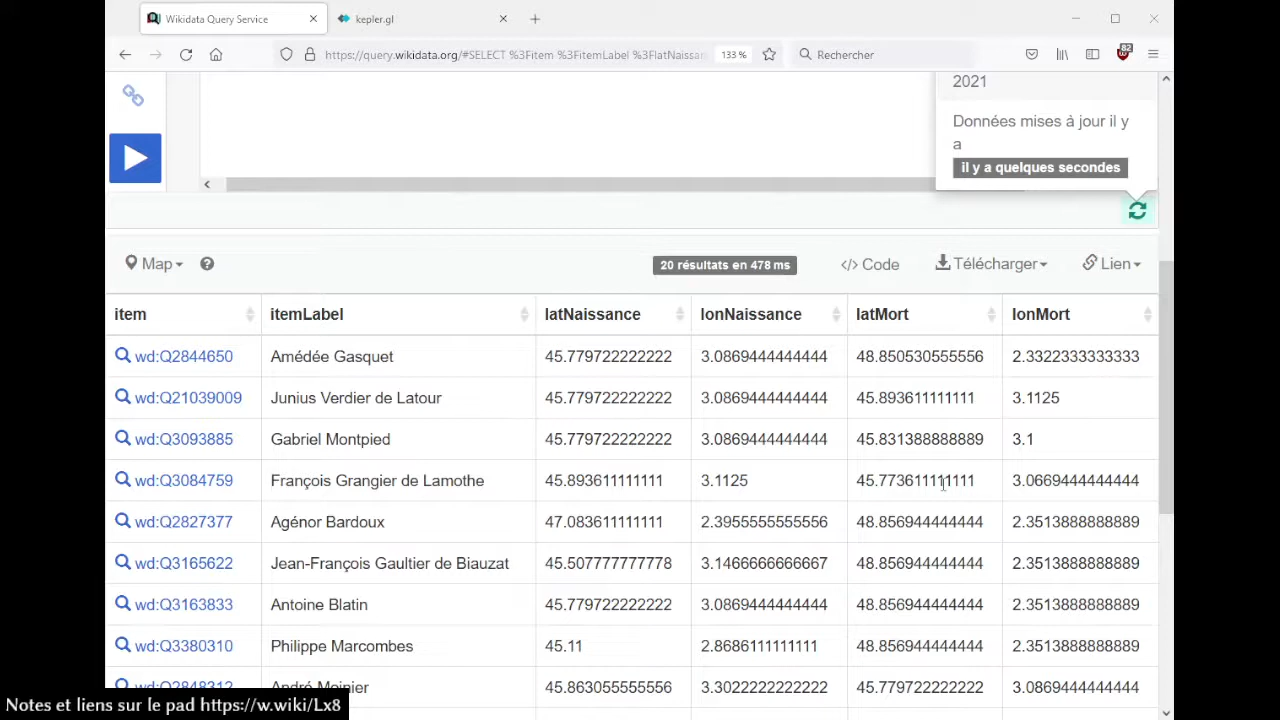 Wikidata Query Service
kepler.gl
https://query.wikidata.org/#SELECT %3Fitem %3FitemLabel %3FlatNaissan
133 %
Rechercher
82
2021
Données mises à jour il y
a
il y a quelques secondes
Map
20 résultats en 478 ms
</> Code
Télécharger
Lien
item itemLabel latNaissance lonNaissance latMort lonMort
wd:Q2844650 Amédée Gasquet 45.779722222222 3.0869444444444 48.850530555556 2.3322333333333
wd:Q21039009 Junius Verdier de Latour 45.779722222222 3.0869444444444 45.893611111111 3.1125
wd:Q3093885 Gabriel Montpied 45.779722222222 3.0869444444444 45.831388888889 3.1
wd:Q3084759 François Grangier de Lamothe 45.893611111111 3.1125 45.773611111111 3.0669444444444
wd:Q2827377 Agénor Bardoux 47.083611111111 2.3955555555556 48.856944444444 2.3513888888889
wd:Q3165622 Jean-François Gaultier de Biauzat 45.507777777778 3.1466666666667 48.856944444444 2.3513888888889
wd:Q3163833 Antoine Blatin 45.779722222222 3.0869444444444 48.856944444444 2.3513888888889
wd:Q3380310 Philippe Marcombes 45.11 2.8686111111111 48.856944444444 2.3513888888889
wd:Q2848312 André Moinier 45.863055555556 3.3022222222222 45.779722222222 3.0869444444444
Notes et liens sur le pad https://w.wiki/Lx8